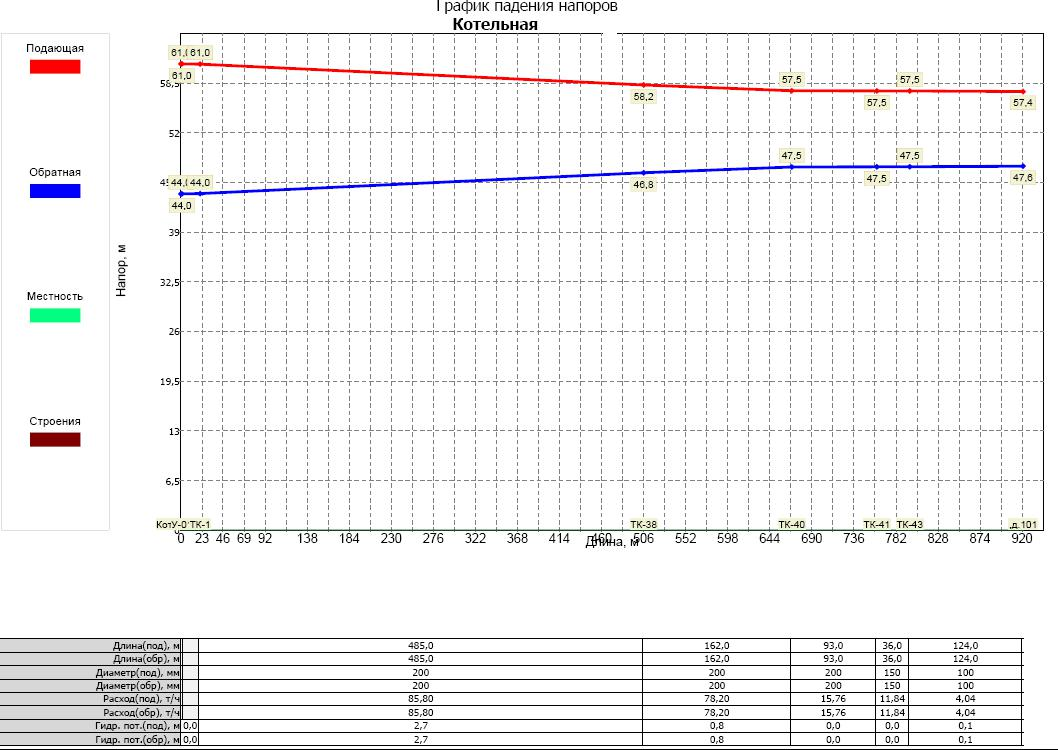 График падения напоров
Котельная
Подающая
Обратная
Местность
Строения
Напор, м
61,0 61,0
61,0
58,2
57,5
57,5
57,5
57,4
44,0
44,0
46,8
47,5
47,5
47,5
47,6
52
39
32,5
26
19,5
13
6,5
ТК-1 ТК-38 ТК-40 ТК-41 ТК-43 д.101
0 23 46 69 92 138 184 230 276 322 368 414 460 506 552 598 644 690 736 782 828 874 920
Длина, м
Длина(под), м 485,0 162,0 93,0 36,0 124,0
Длина(обр), м 485,0 162,0 93,0 36,0 124,0
Диаметр(под), мм 200 200 200 150 100
Диаметр(обр), мм 200 200 200 150 100
Расход(под), т/ч 85,80 78,20 15,76 11,84 4,04
Расход(обр), т/ч 85,80 78,20 15,76 11,84 4,04
Гидр. пот.(под), м 0,0 2,7 0,8 0,0 0,0 0,1
Гидр. пот.(обр), м 0,0 2,7 0,8 0,0 0,0 0,1